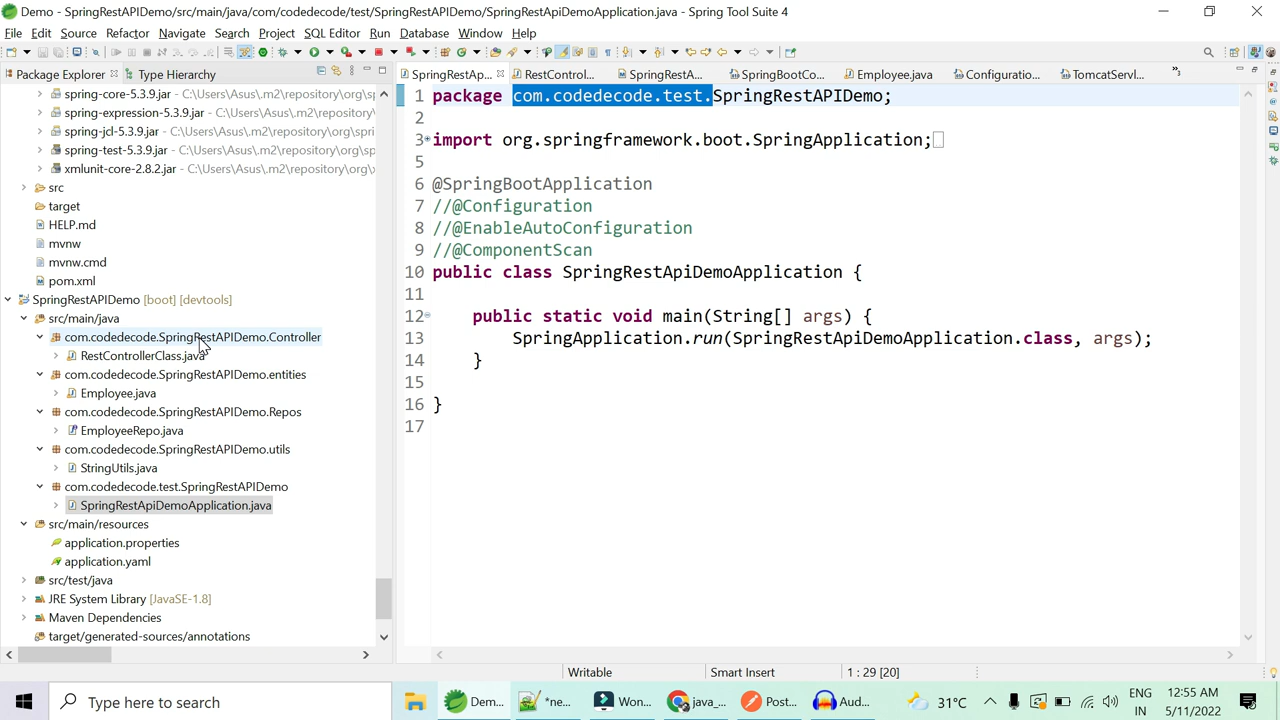 Demo - SpringRestAPIDemo/src/main/java/com/codedecode/test/SpringRestAPIDemo/SpringRestApiDemoApplication.java - Spring Tool Suite 4
File Edit Source Refactor Navigate Search Project SQL Editor Run Database Window Help
Package Explorer Type Hierarchy
SpringRestAp... RestControl... SpringRestA... SpringBootCo... Employee.java Configuratio... TomcatServl...
spring-core-5.3.9.jar - C:\Users\Asus\.m2\repository\org\sp
spring-expression-5.3.9.jar - C:\Users\Asus\.m2\repository
spring-jcl-5.3.9.jar - C:\Users\Asus\.m2\repository\org\spri
spring-test-5.3.9.jar - C:\Users\Asus\.m2\repository\org\sp
xmlunit-core-2.8.2.jar - C:\Users\Asus\.m2\repository\org\
src
target
HELP.md
mvnw
mvnw.cmd
pom.xml
SpringRestAPIDemo [boot] [devtools]
src/main/java
com.codedecode.SpringRestAPIDemo.Controller
RestControllerClass.java
com.codedecode.SpringRestAPIDemo.entities
Employee.java
com.codedecode.SpringRestAPIDemo.Repos
EmployeeRepo.java
com.codedecode.SpringRestAPIDemo.utils
StringUtils.java
com.codedecode.test.SpringRestAPIDemo
SpringRestApiDemoApplication.java
src/main/resources
application.properties
application.yaml
src/test/java
JRE System Library [JavaSE-1.8]
Maven Dependencies
target/generated-sources/annotations
1 package com.codedecode.test.SpringRestAPIDemo;
2
3 import org.springframework.boot.SpringApplication;
5
6 @SpringBootApplication
7 //@Configuration
8 //@EnableAutoConfiguration
9 //@ComponentScan
10 public class SpringRestApiDemoApplication {
11
12 public static void main(String[] args) {
13 SpringApplication.run(SpringRestApiDemoApplication.class, args);
14 }
15
16 }
17
Writable Smart Insert 1 : 29 [20]
Type here to search
Dem... *ne... Won... java_... Post... Aud...
31°C
ENG
IN
12:55 AM
5/11/2022